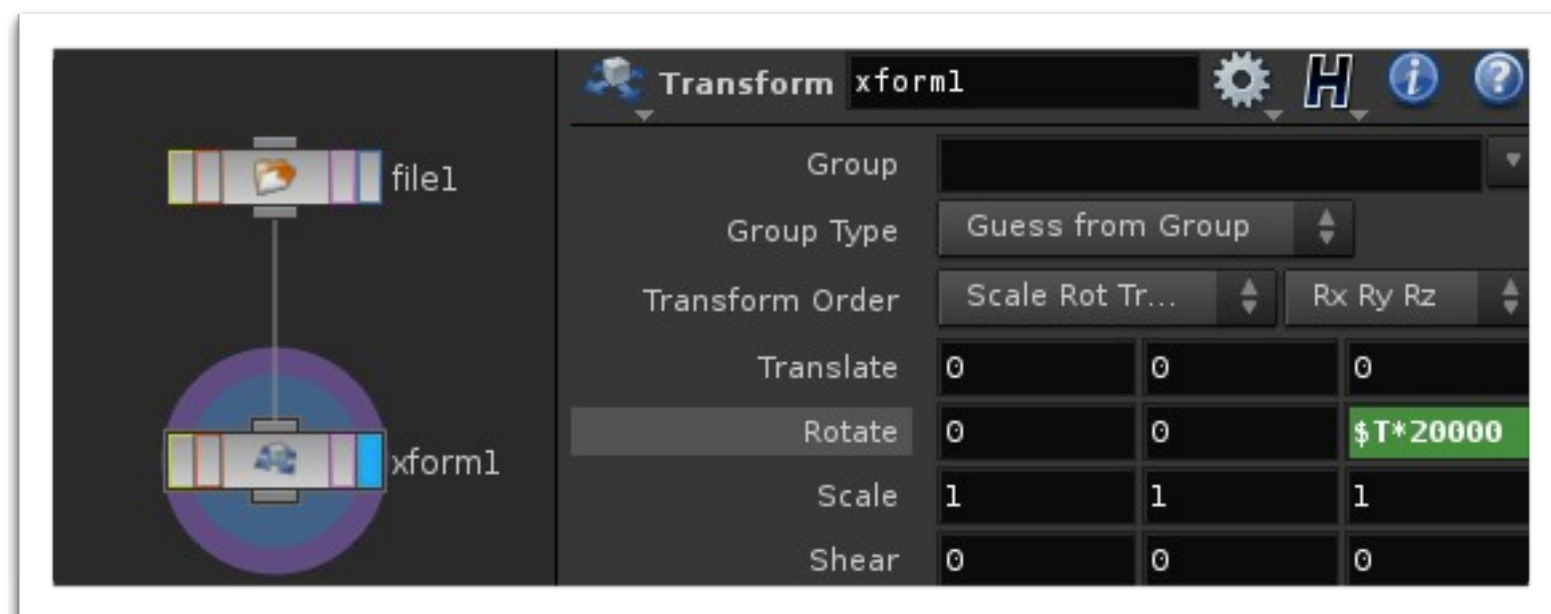 Transform xform1
Group
file1
Group Type Guess from Group
Transform Order Scale Rot Tr... Rx Ry Rz
Translate 0 0 0
Rotate 0 0 $T*20000
xform1
Scale 1 1 1
Shear 0 0 0